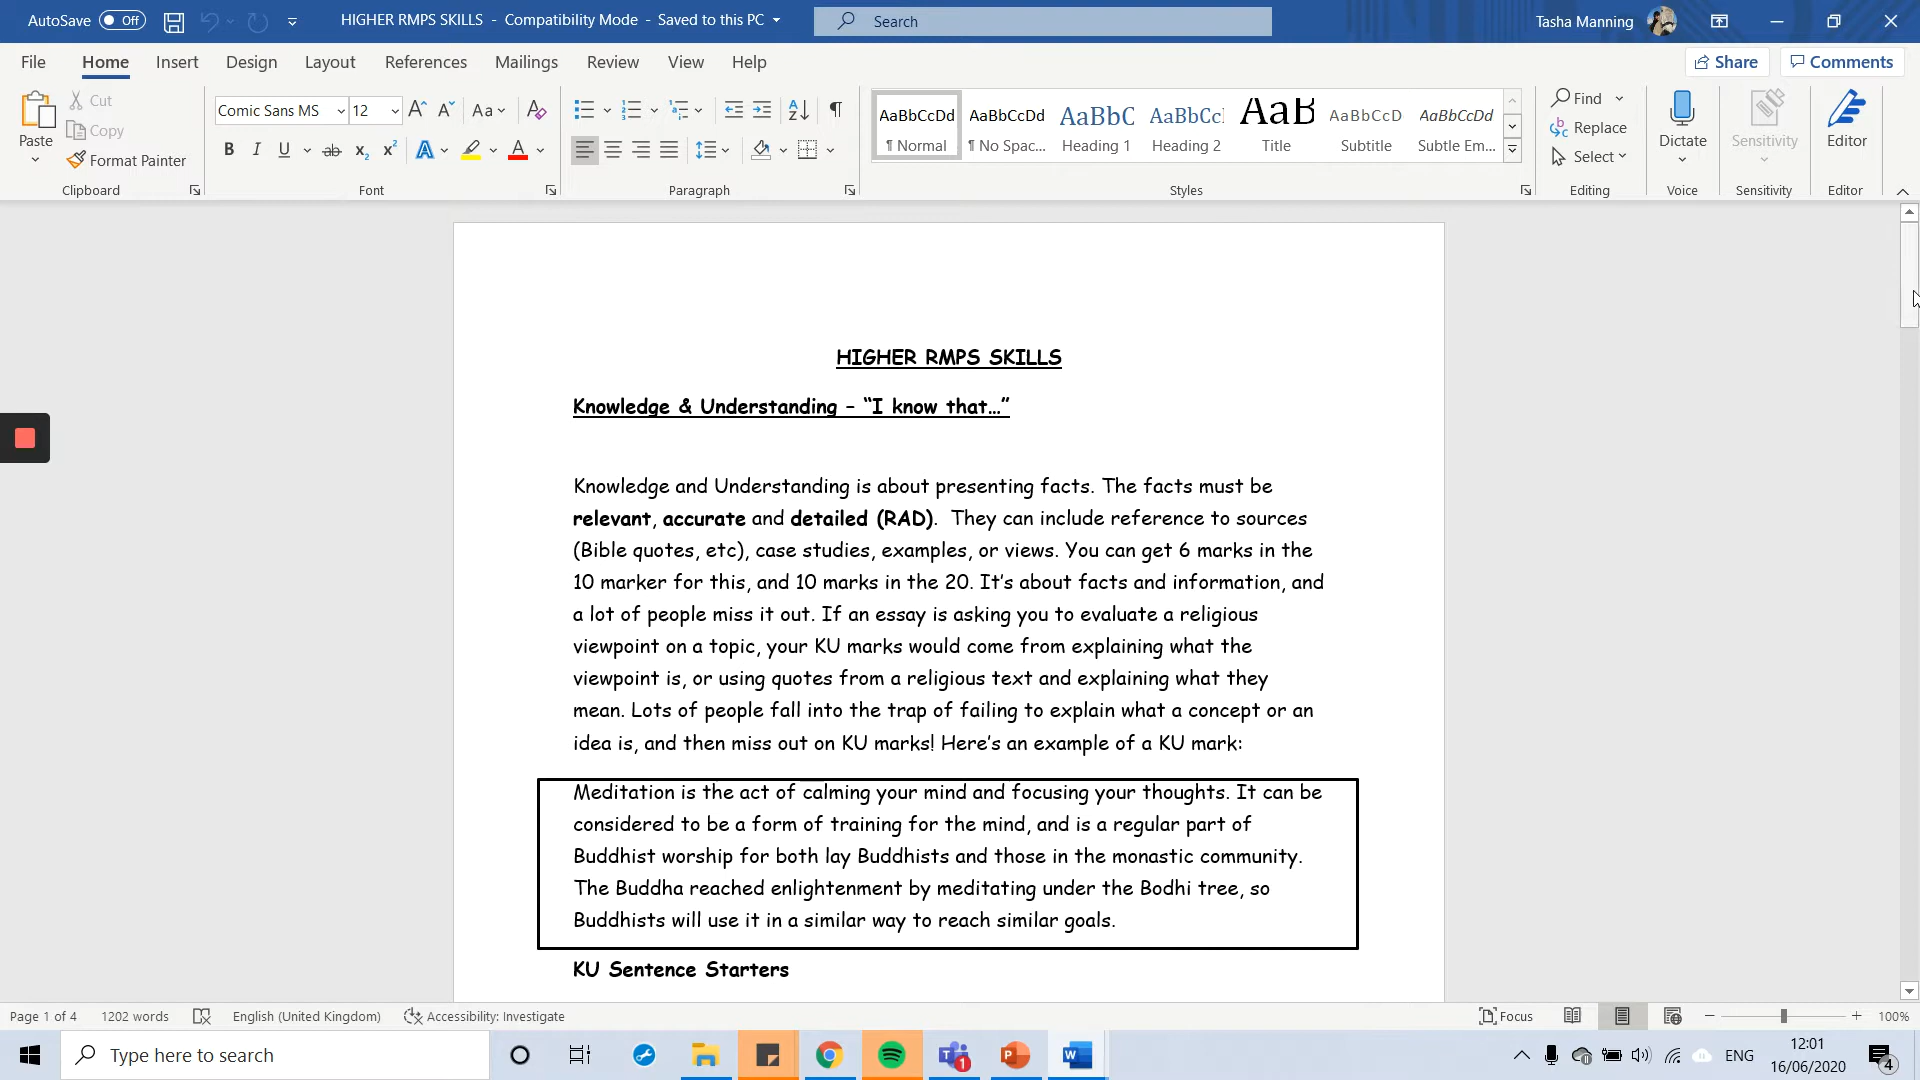 AutoSave Off HIGHER RMPS SKILLS - Compatibility Mode - Saved to this PC Search Tasha Manning
File Home Insert Design Layout References Mailings Review View Help Share Comments
Paste
Cut
Copy
Format Painter
Clipboard
Comic Sans MS 12
Font
Paragraph
AaBbCcDd AaBbCcDd AaBbC AaBbCcI AaB AaBbCcD AaBbCcDd
¶ Normal ¶ No Spac... Heading 1 Heading 2 Title Subtitle Subtle Em...
Styles
Find
Replace
Select
Editing
Dictate
Voice
Sensitivity
Sensitivity
Editor
Editor
HIGHER RMPS SKILLS
Knowledge & Understanding – “I know that…”
Knowledge and Understanding is about presenting facts. The facts must be
relevant, accurate and detailed (RAD). They can include reference to sources
(Bible quotes, etc), case studies, examples, or views. You can get 6 marks in the
10 marker for this, and 10 marks in the 20. It’s about facts and information, and
a lot of people miss it out. If an essay is asking you to evaluate a religious
viewpoint on a topic, your KU marks would come from explaining what the
viewpoint is, or using quotes from a religious text and explaining what they
mean. Lots of people fall into the trap of failing to explain what a concept or an
idea is, and then miss out on KU marks! Here’s an example of a KU mark:
Meditation is the act of calming your mind and focusing your thoughts. It can be
considered to be a form of training for the mind, and is a regular part of
Buddhist worship for both lay Buddhists and those in the monastic community.
The Buddha reached enlightenment by meditating under the Bodhi tree, so
Buddhists will use it in a similar way to reach similar goals.
KU Sentence Starters
Page 1 of 4 1202 words English (United Kingdom) Accessibility: Investigate Focus 100%
Type here to search
ENG
12:01
16/06/2020